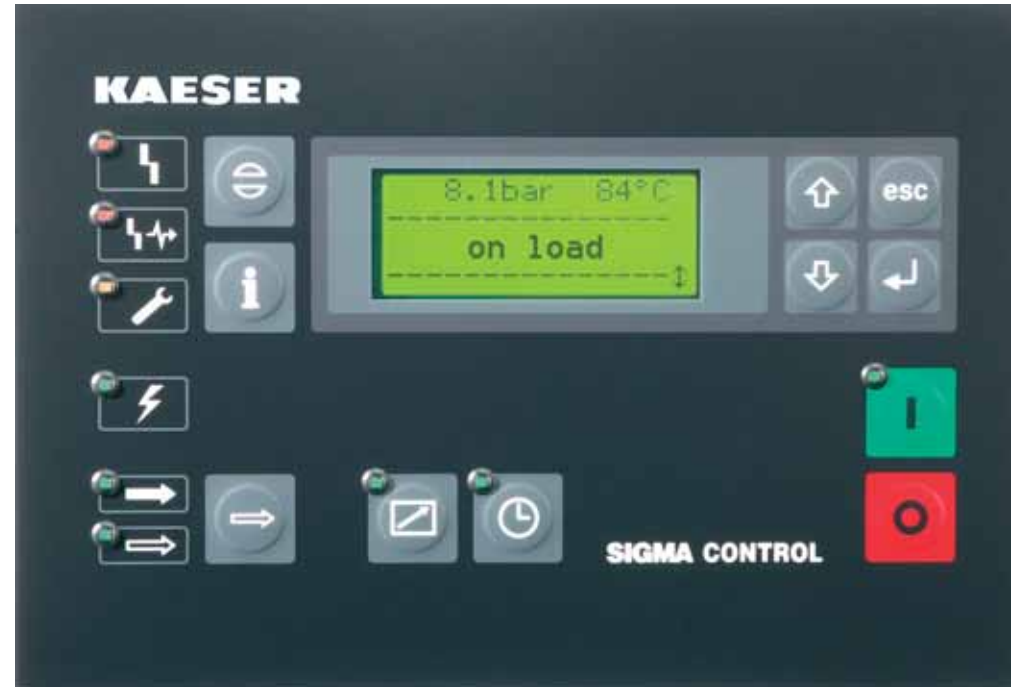 KAESER
8.1bar 84°C
on load
esc
i
I
O
SIGMA CONTROL